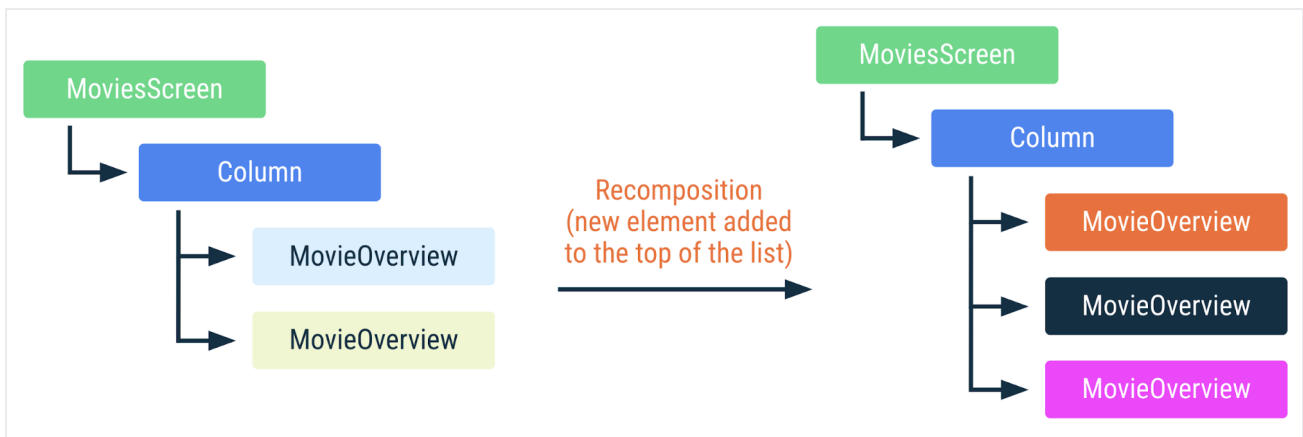 MoviesScreen
Column
MovieOverview
MovieOverview
Recomposition
(new element added
to the top of the list)
MoviesScreen
Column
MovieOverview
MovieOverview
MovieOverview